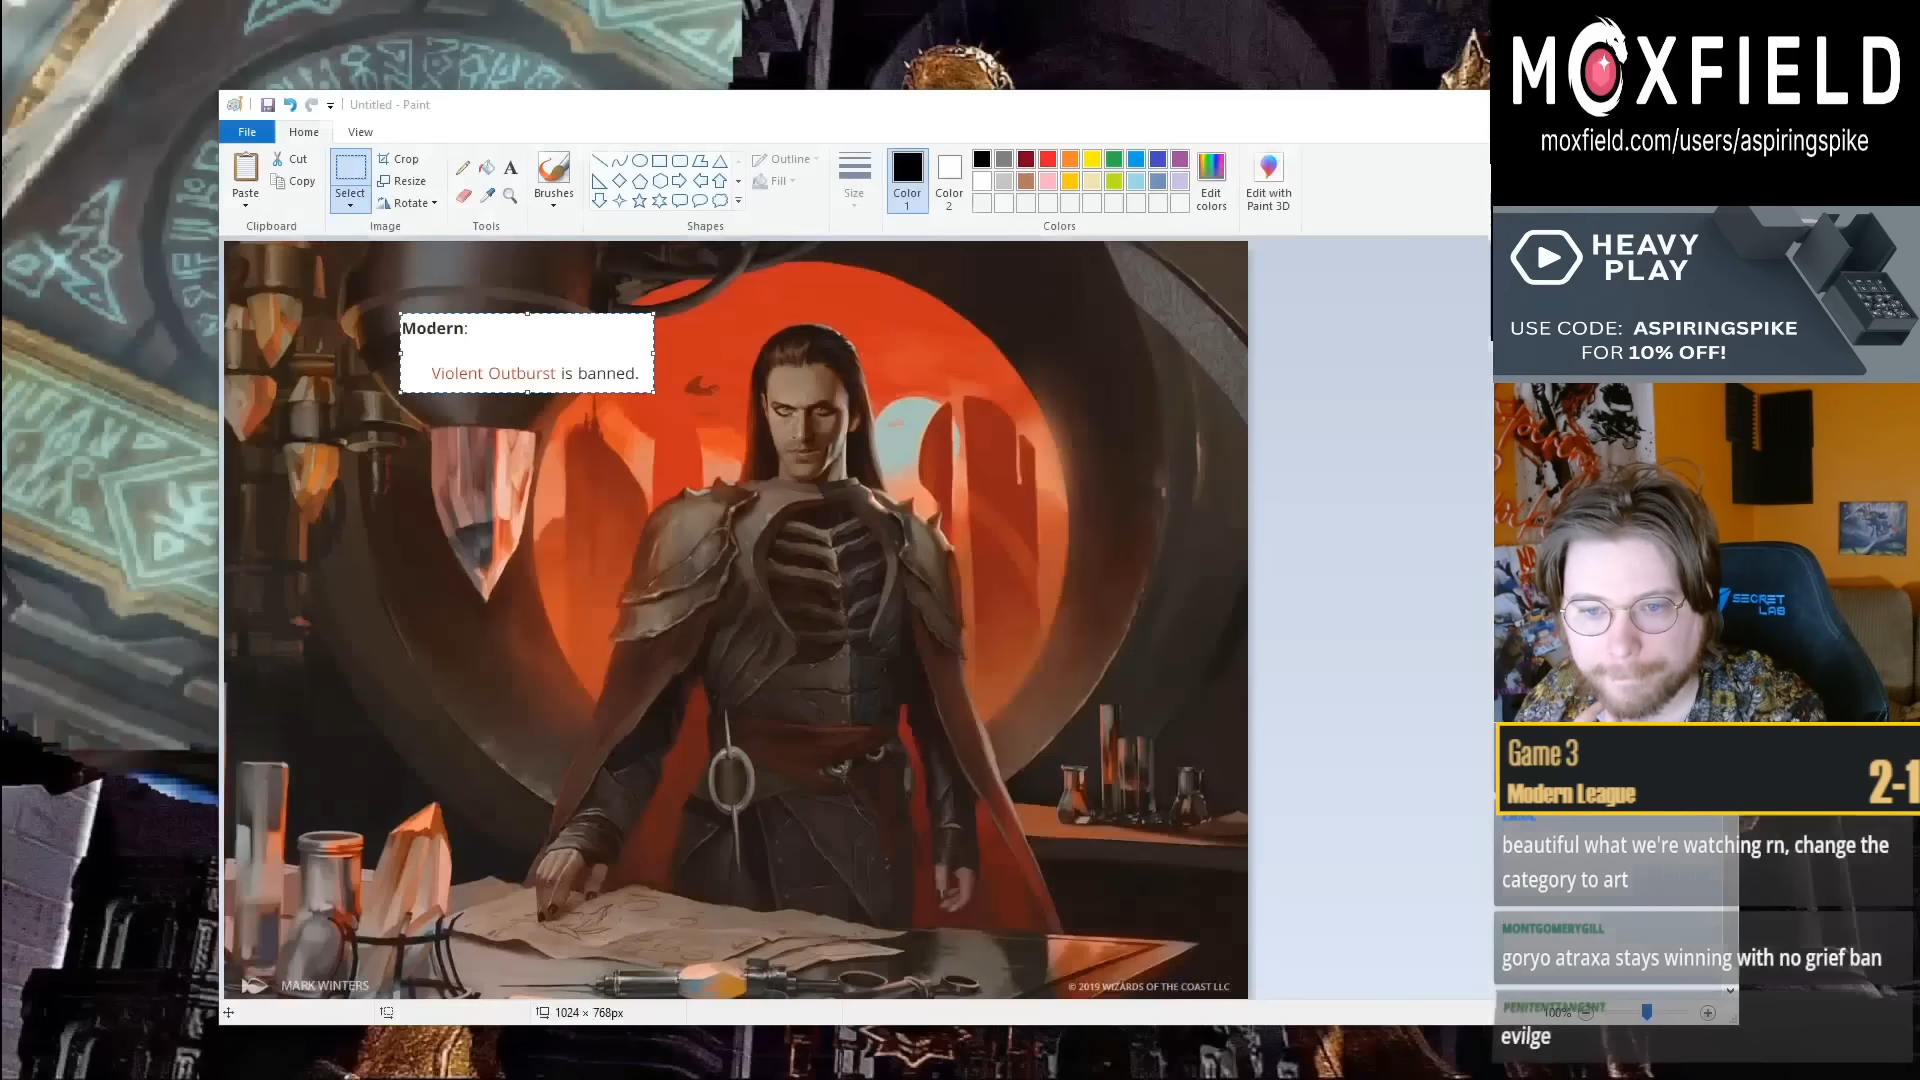 Untitled - Paint
File
Home
View
Paste
Cut
Copy
Clipboard
Select
Crop
Resize
Rotate
Image
A
Tools
Brushes
Outline
Fill
Shapes
Size
Color
1
Color
2
Edit
colors
Edit with
Paint 3D
Colors
Modern:
Violent Outburst is banned.
MARK WINTERS
© 2019 WIZARDS OF THE COAST LLC
1024 × 768px
100%
MOXFIELD
moxfield.com/users/aspiringspike
HEAVY
PLAY
USE CODE: ASPIRINGSPIKE
FOR 10% OFF!
SECRET
LAB
Game 3
Modern League
2-1
beautiful what we're watching rn, change the
category to art
MONTGOMERYGILL
goryo atraxa stays winning with no grief ban
evilge